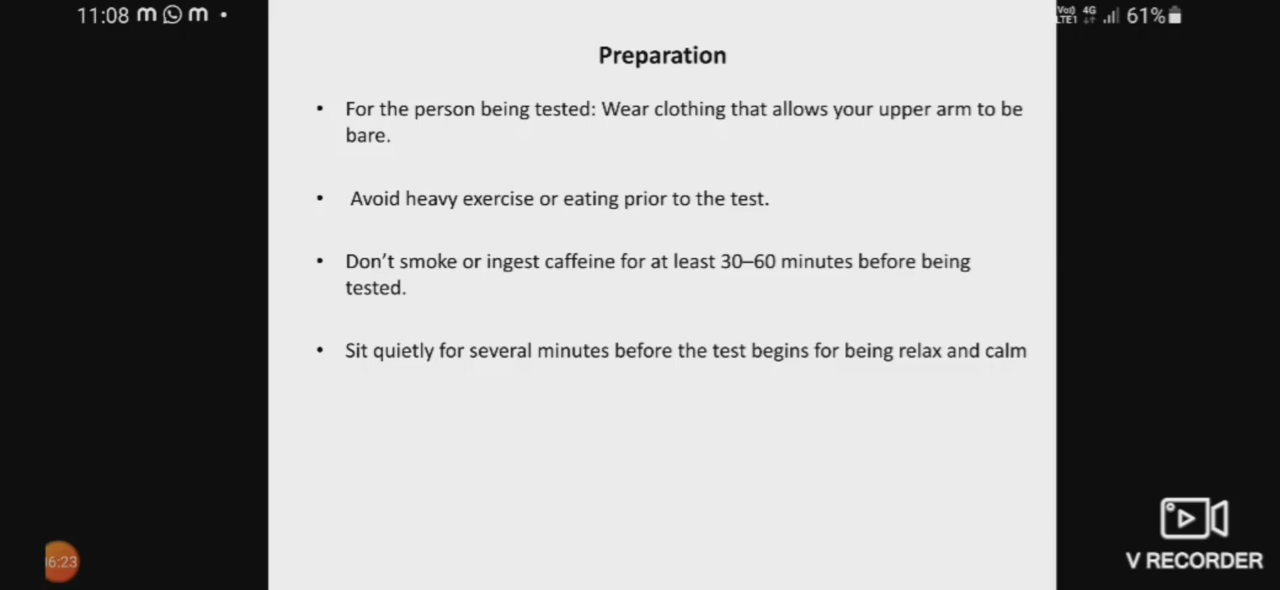 11:08 m m •
Vo) 4G
LTE1 61%
Preparation
• For the person being tested: Wear clothing that allows your upper arm to be
bare.
• Avoid heavy exercise or eating prior to the test.
• Don't smoke or ingest caffeine for at least 30–60 minutes before being
tested.
• Sit quietly for several minutes before the test begins for being relax and calm
6:23
V RECORDER